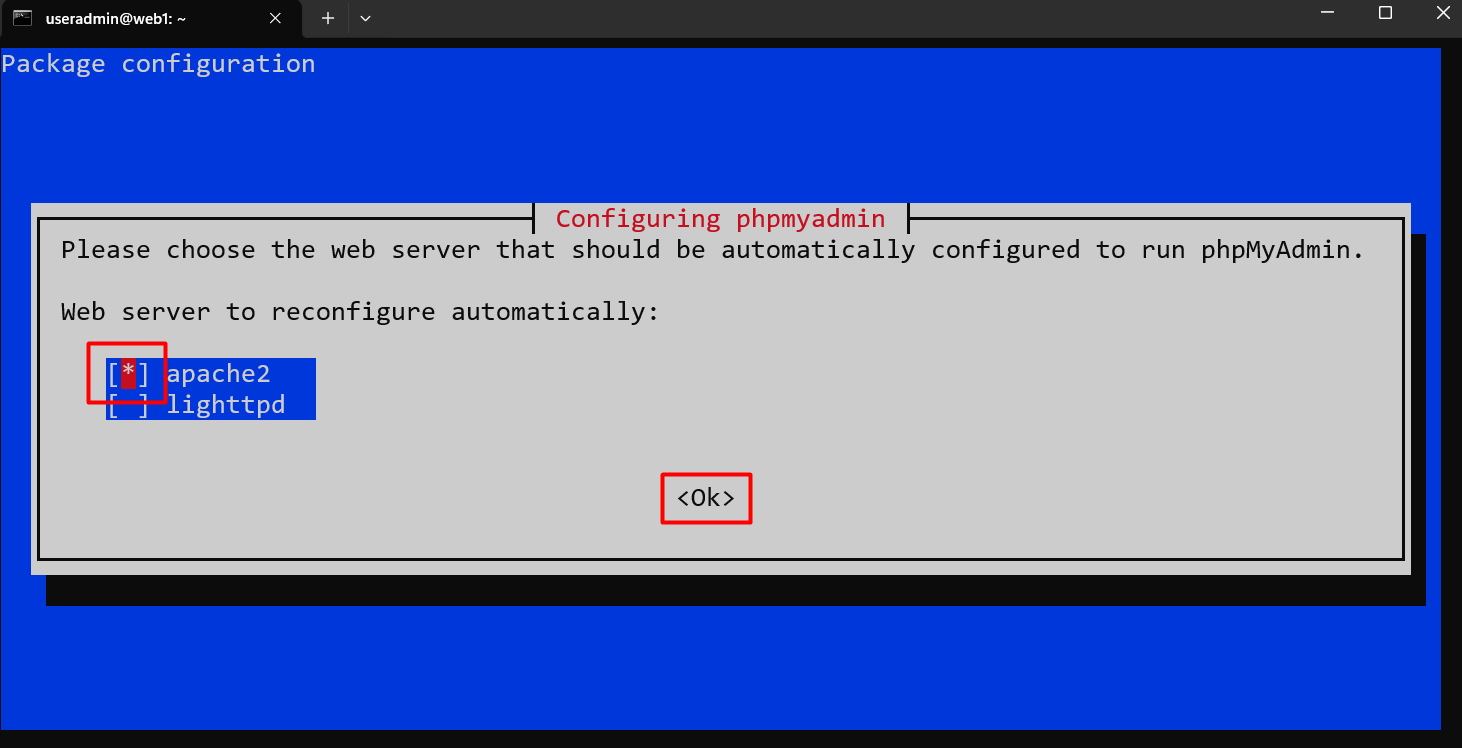 useradmin@web1: ~
Package configuration
Configuring phpmyadmin
Please choose the web server that should be automatically configured to run phpMyAdmin.
Web server to reconfigure automatically:
[*] apache2
[ ] lighttpd
<Ok>